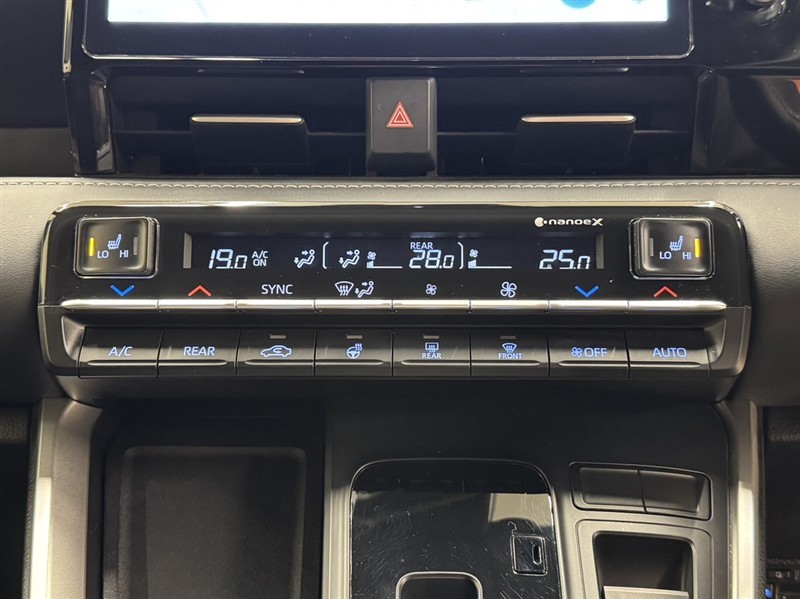 nanoeX
LO HI
19.0 A/C ON
REAR
28.0
25.0
LO HI
SYNC
A/C
REAR
REAR
FRONT
OFF
AUTO